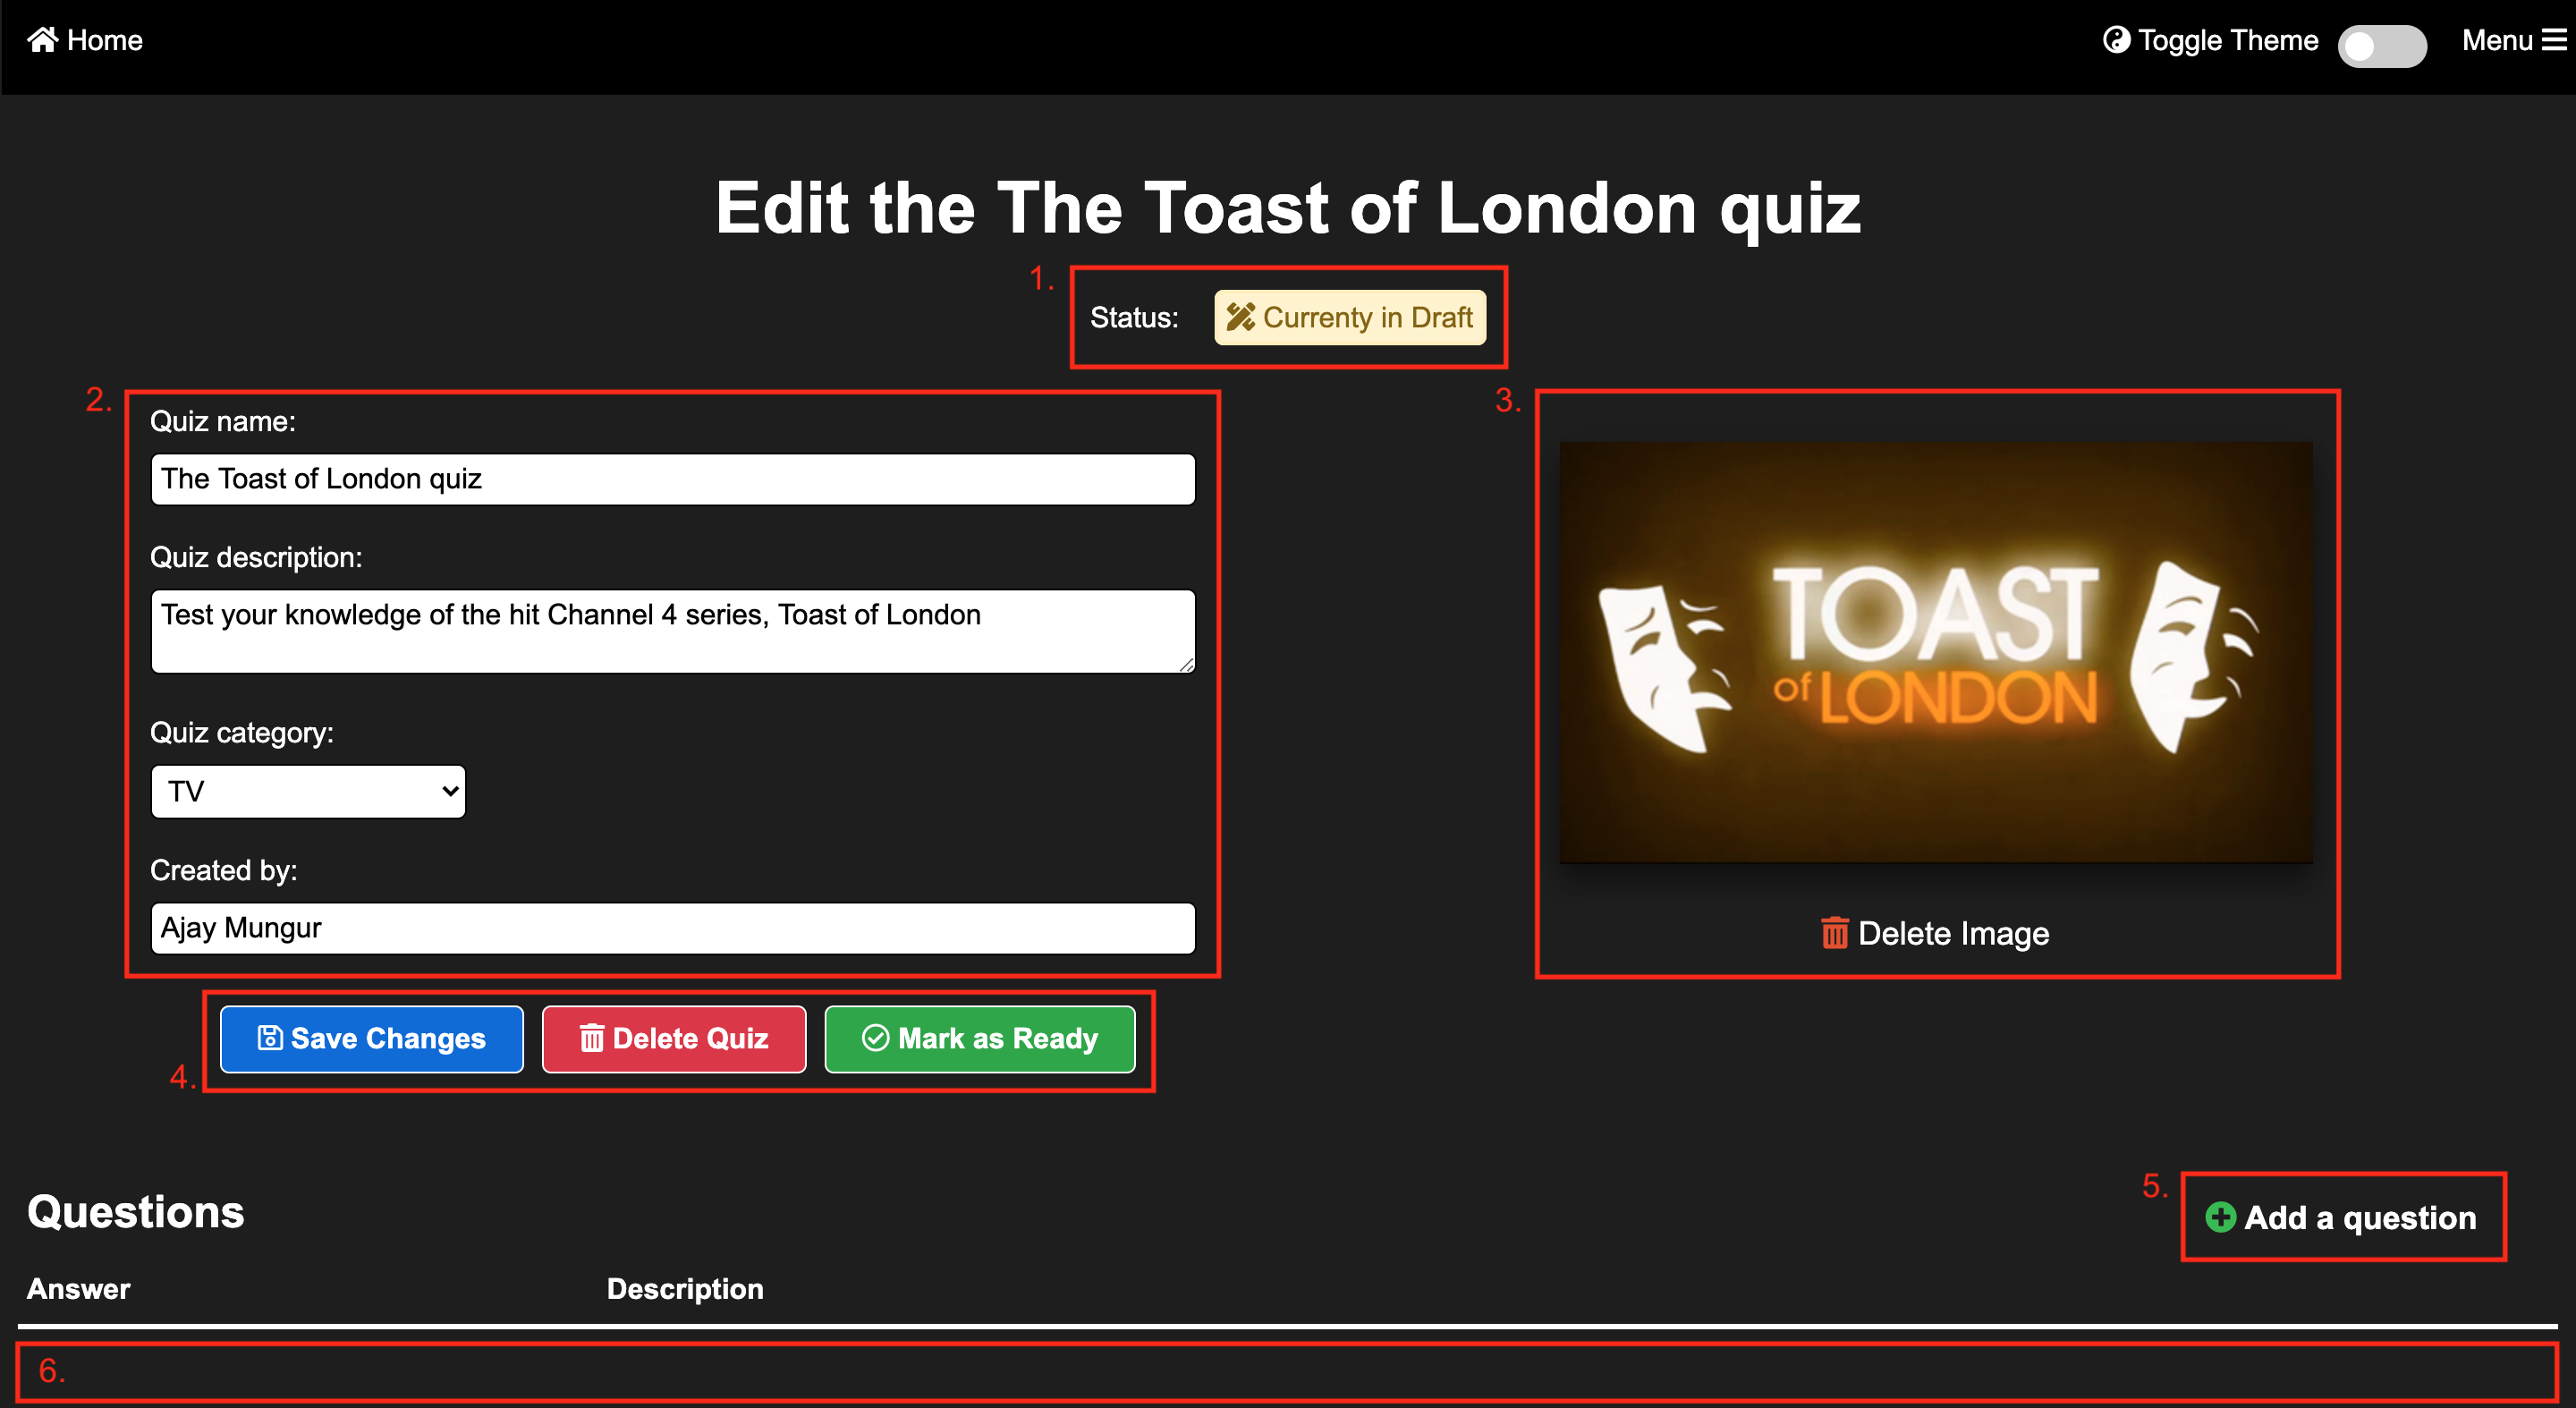 Home
Toggle Theme
Menu
Edit the The Toast of London quiz
1.
Status:
Currenty in Draft
2.
Quiz name:
The Toast of London quiz
Quiz description:
Test your knowledge of the hit Channel 4 series, Toast of London
Quiz category:
TV
Created by:
Ajay Mungur
3.
TOAST
of LONDON
Delete Image
4.
Save Changes
Delete Quiz
Mark as Ready
Questions
5.
Add a question
Answer
Description
6.